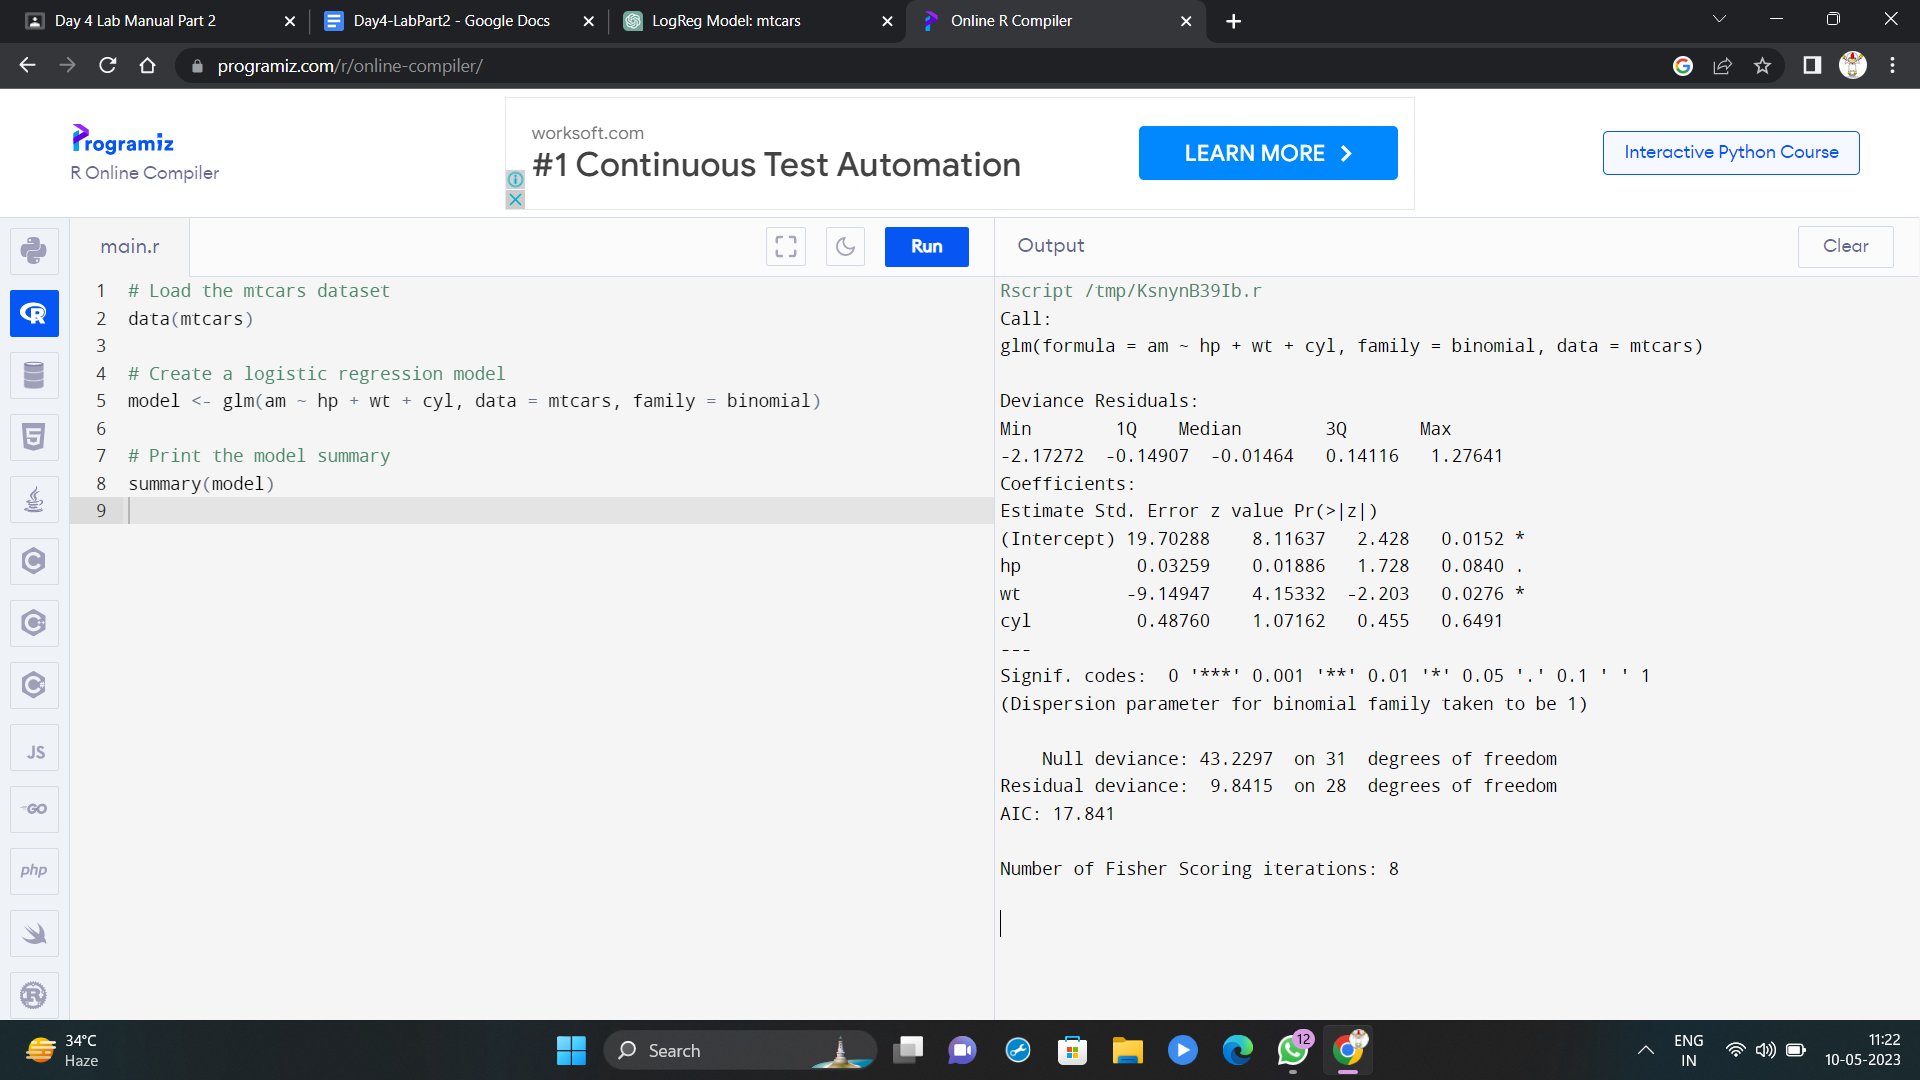 Day 4 Lab Manual Part 2
Day4-LabPart2 - Google Docs
LogReg Model: mtcars
Online R Compiler
programiz.com/r/online-compiler/
Programiz
R Online Compiler
worksoft.com
#1 Continuous Test Automation
LEARN MORE
Interactive Python Course
main.r
Run
Output
Clear
1 # Load the mtcars dataset
2 data(mtcars)
3
4 # Create a logistic regression model
5 model <- glm(am ~ hp + wt + cyl, data = mtcars, family = binomial)
6
7 # Print the model summary
8 summary(model)
9
Rscript /tmp/KsnynB39Ib.r
Call:
glm(formula = am ~ hp + wt + cyl, family = binomial, data = mtcars)
Deviance Residuals:
Min 1Q Median 3Q Max
-2.17272 -0.14907 -0.01464 0.14116 1.27641
Coefficients:
Estimate Std. Error z value Pr(>|z|)
(Intercept) 19.70288 8.11637 2.428 0.0152 *
hp 0.03259 0.01886 1.728 0.0840 .
wt -9.14947 4.15332 -2.203 0.0276 *
cyl 0.48760 1.07162 0.455 0.6491
---
Signif. codes: 0 '***' 0.001 '**' 0.01 '*' 0.05 '.' 0.1 ' ' 1
(Dispersion parameter for binomial family taken to be 1)
Null deviance: 43.2297 on 31 degrees of freedom
Residual deviance: 9.8415 on 28 degrees of freedom
AIC: 17.841
Number of Fisher Scoring iterations: 8
JS
GO
php
34°C
Haze
Search
12
ENG
IN
11:22
10-05-2023